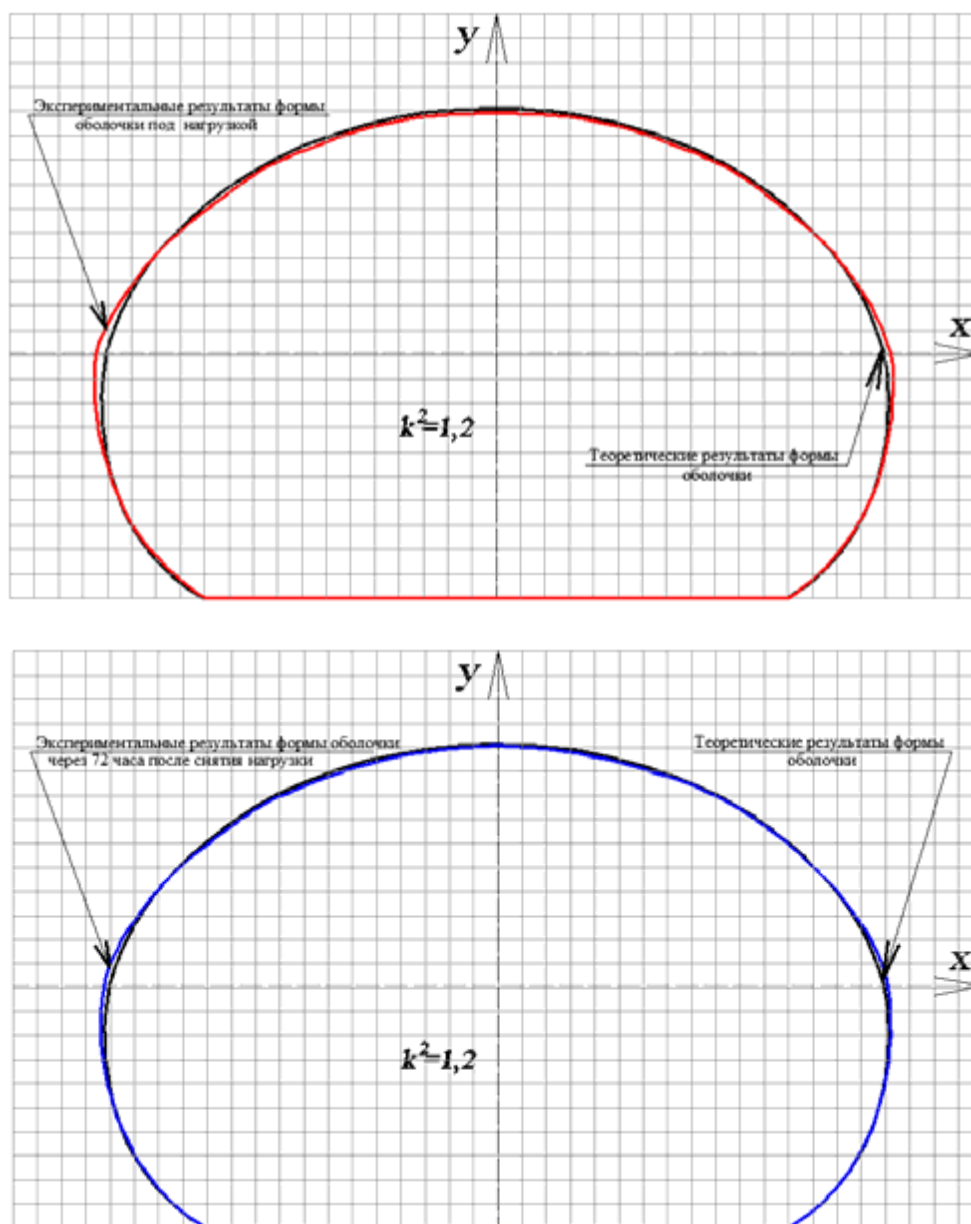 y
Экспериментальные результаты формы
оболочки под нагрузкой
x
k²=1,2
Теоретические результаты формы
оболочки
y
Экспериментальные результаты формы оболочки
через 72 часа после снятия нагрузки
Теоретические результаты формы
оболочки
x
k²=1,2